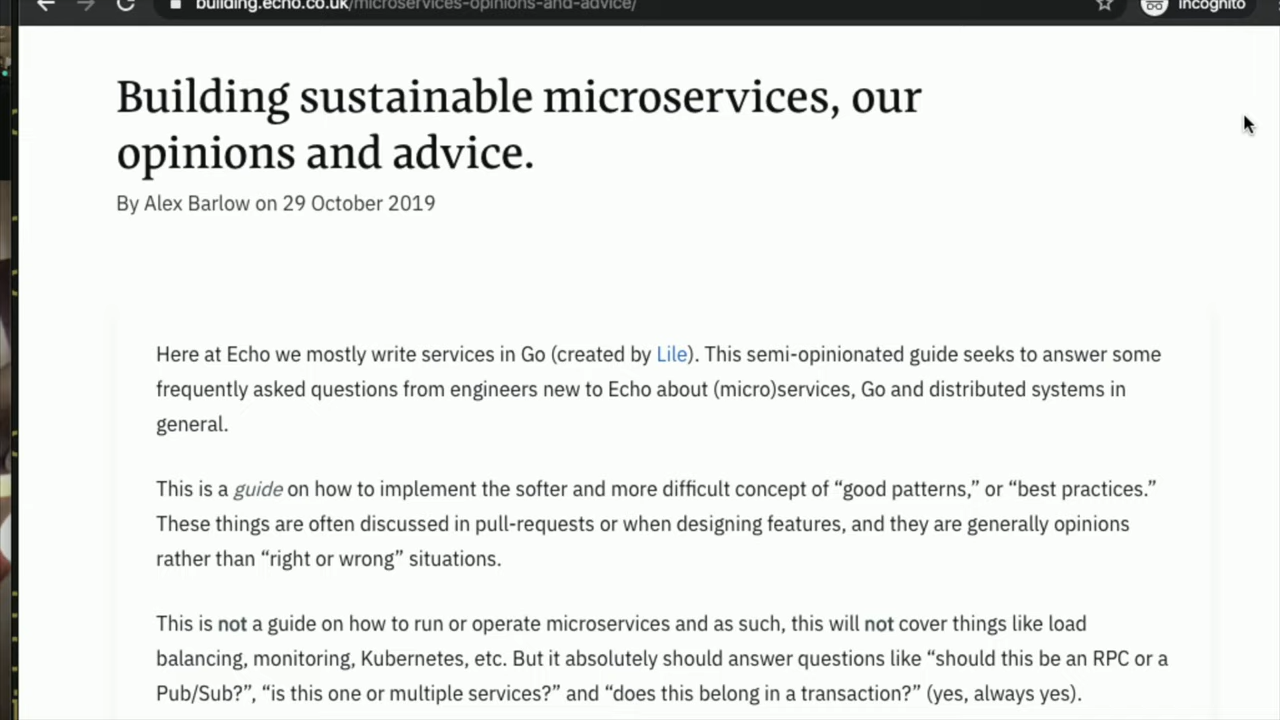 building.echo.co.uk/microservices-opinions-and-advice/
Incognito
Building sustainable microservices, our
opinions and advice.
By Alex Barlow on 29 October 2019
Here at Echo we mostly write services in Go (created by Lile). This semi-opinionated guide seeks to answer some
frequently asked questions from engineers new to Echo about (micro)services, Go and distributed systems in
general.
This is a guide on how to implement the softer and more difficult concept of “good patterns,” or “best practices.”
These things are often discussed in pull-requests or when designing features, and they are generally opinions
rather than “right or wrong” situations.
This is not a guide on how to run or operate microservices and as such, this will not cover things like load
balancing, monitoring, Kubernetes, etc. But it absolutely should answer questions like “should this be an RPC or a
Pub/Sub?”, “is this one or multiple services?” and “does this belong in a transaction?” (yes, always yes).